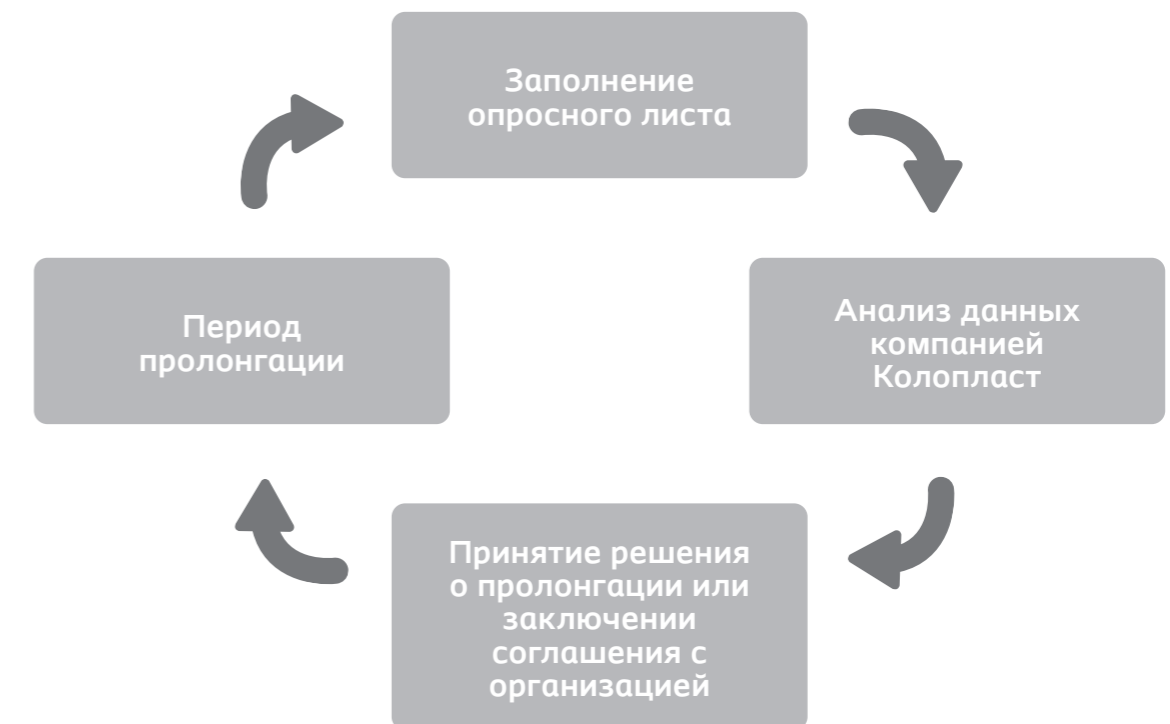 Заполнение
опросного листа
Период
пролонгации
Анализ данных
компанией
Колопласт
Принятие решения
о пролонгации или
заключении
соглашения с
организацией